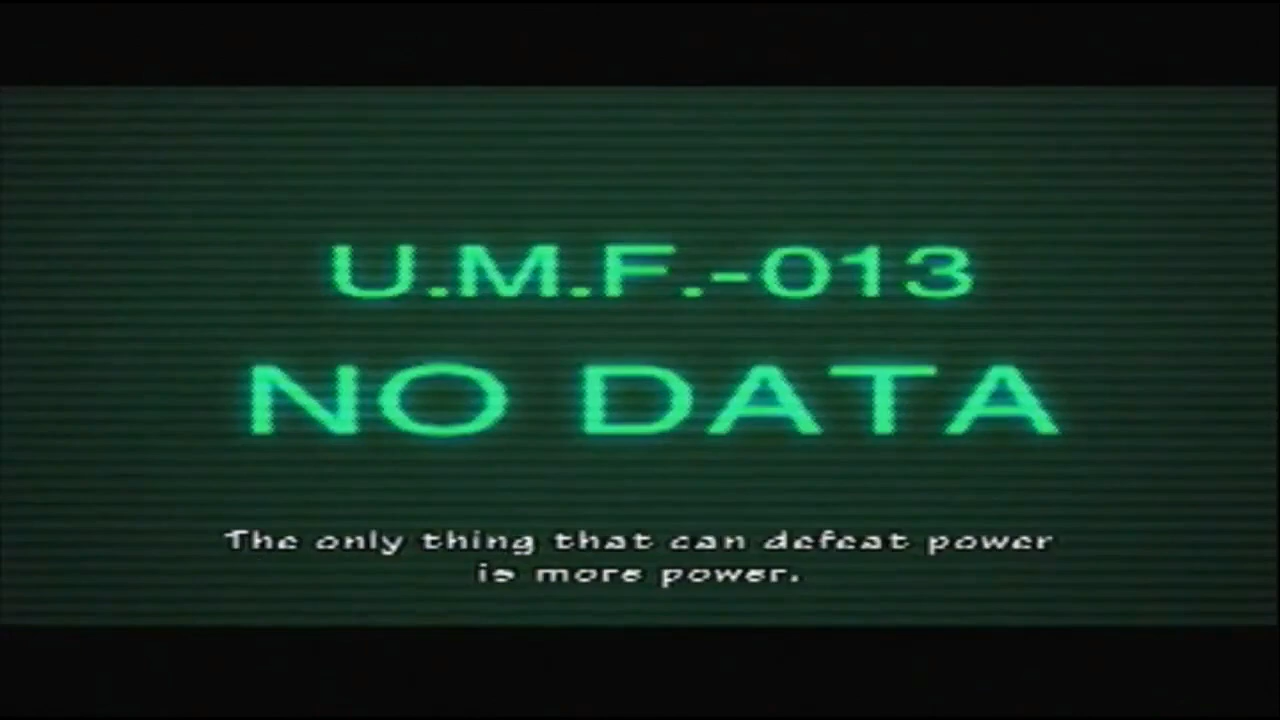 U.M.F.-013
NO DATA
The only thing that can defeat power
is more power.